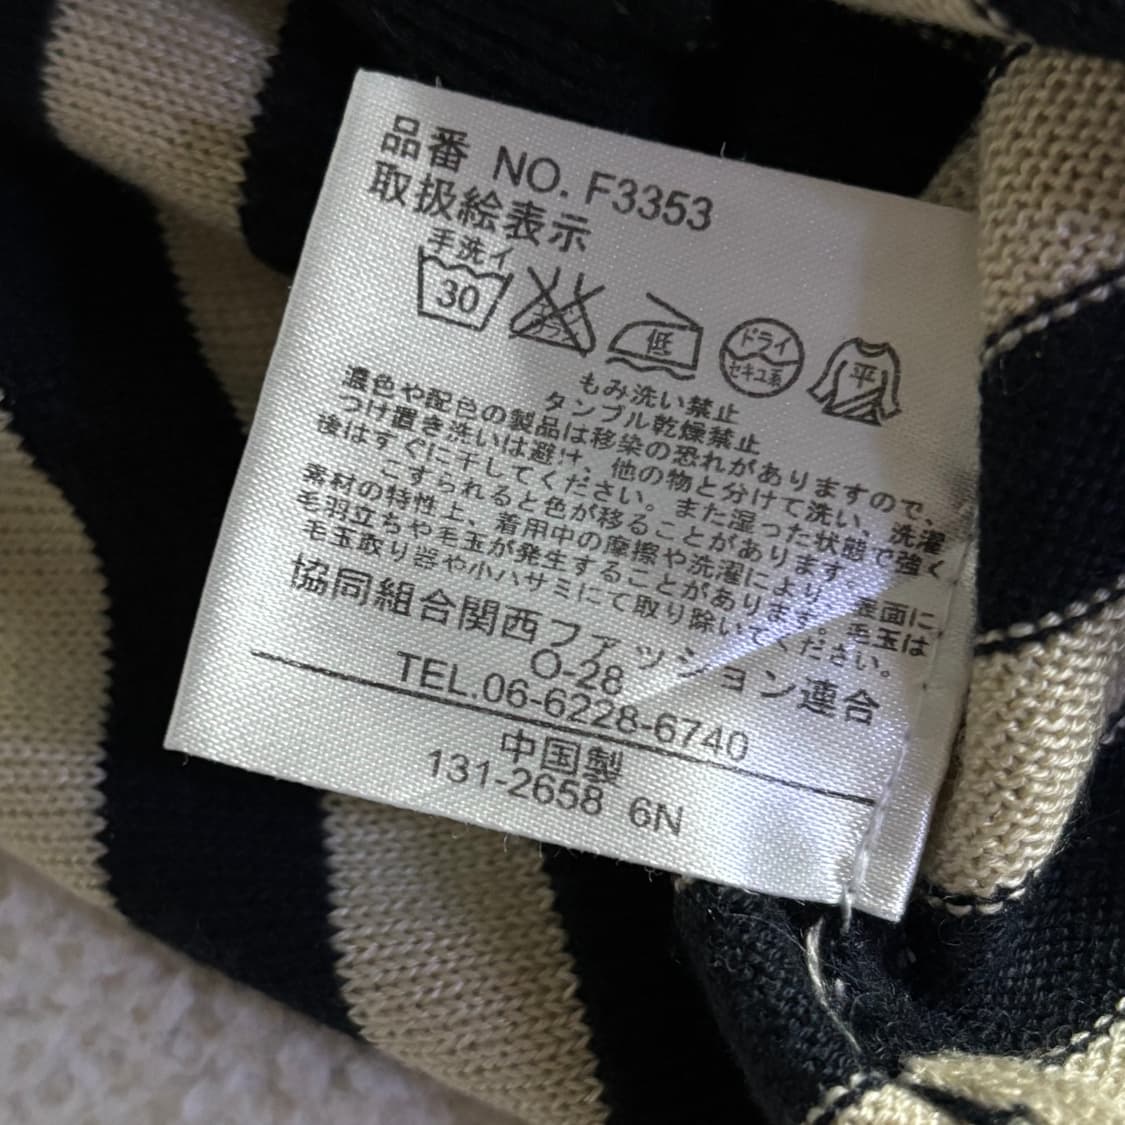 品番 NO. F3353
取扱絵表示
手洗イ
30
エンソ
サラシ
低
ドライ
セキユ系
平
もみ洗い禁止
タンブル乾燥禁止
濃色や配色の製品は移染の恐れがありますので、
つけ置き洗いは避け、他の物と分けて洗い、洗濯
後はすぐに干してください。また湿った状態で強く
こすられると色が移ることがあります。
素材の特性上、着用中の摩擦や洗濯により、表面に、
毛羽立ちや毛玉が発生することがあります。毛玉は
毛玉取り器や小ハサミにて取り除いてください。
協同組合関西ファッション連合
O-28
TEL.06-6228-6740
中国製
131-2658 6N